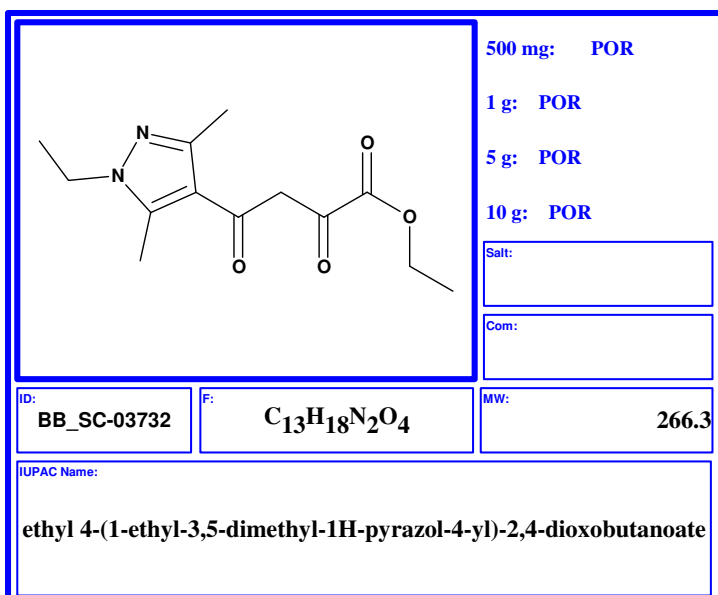 500 mg: POR
1 g: POR
5 g: POR
10 g: POR
N
N
O
O
O
O
Salt:
Com:
ID:
BB_SC-03732
F:
C13H18N2O4
MW:
266.3
IUPAC Name:
ethyl 4-(1-ethyl-3,5-dimethyl-1H-pyrazol-4-yl)-2,4-dioxobutanoate